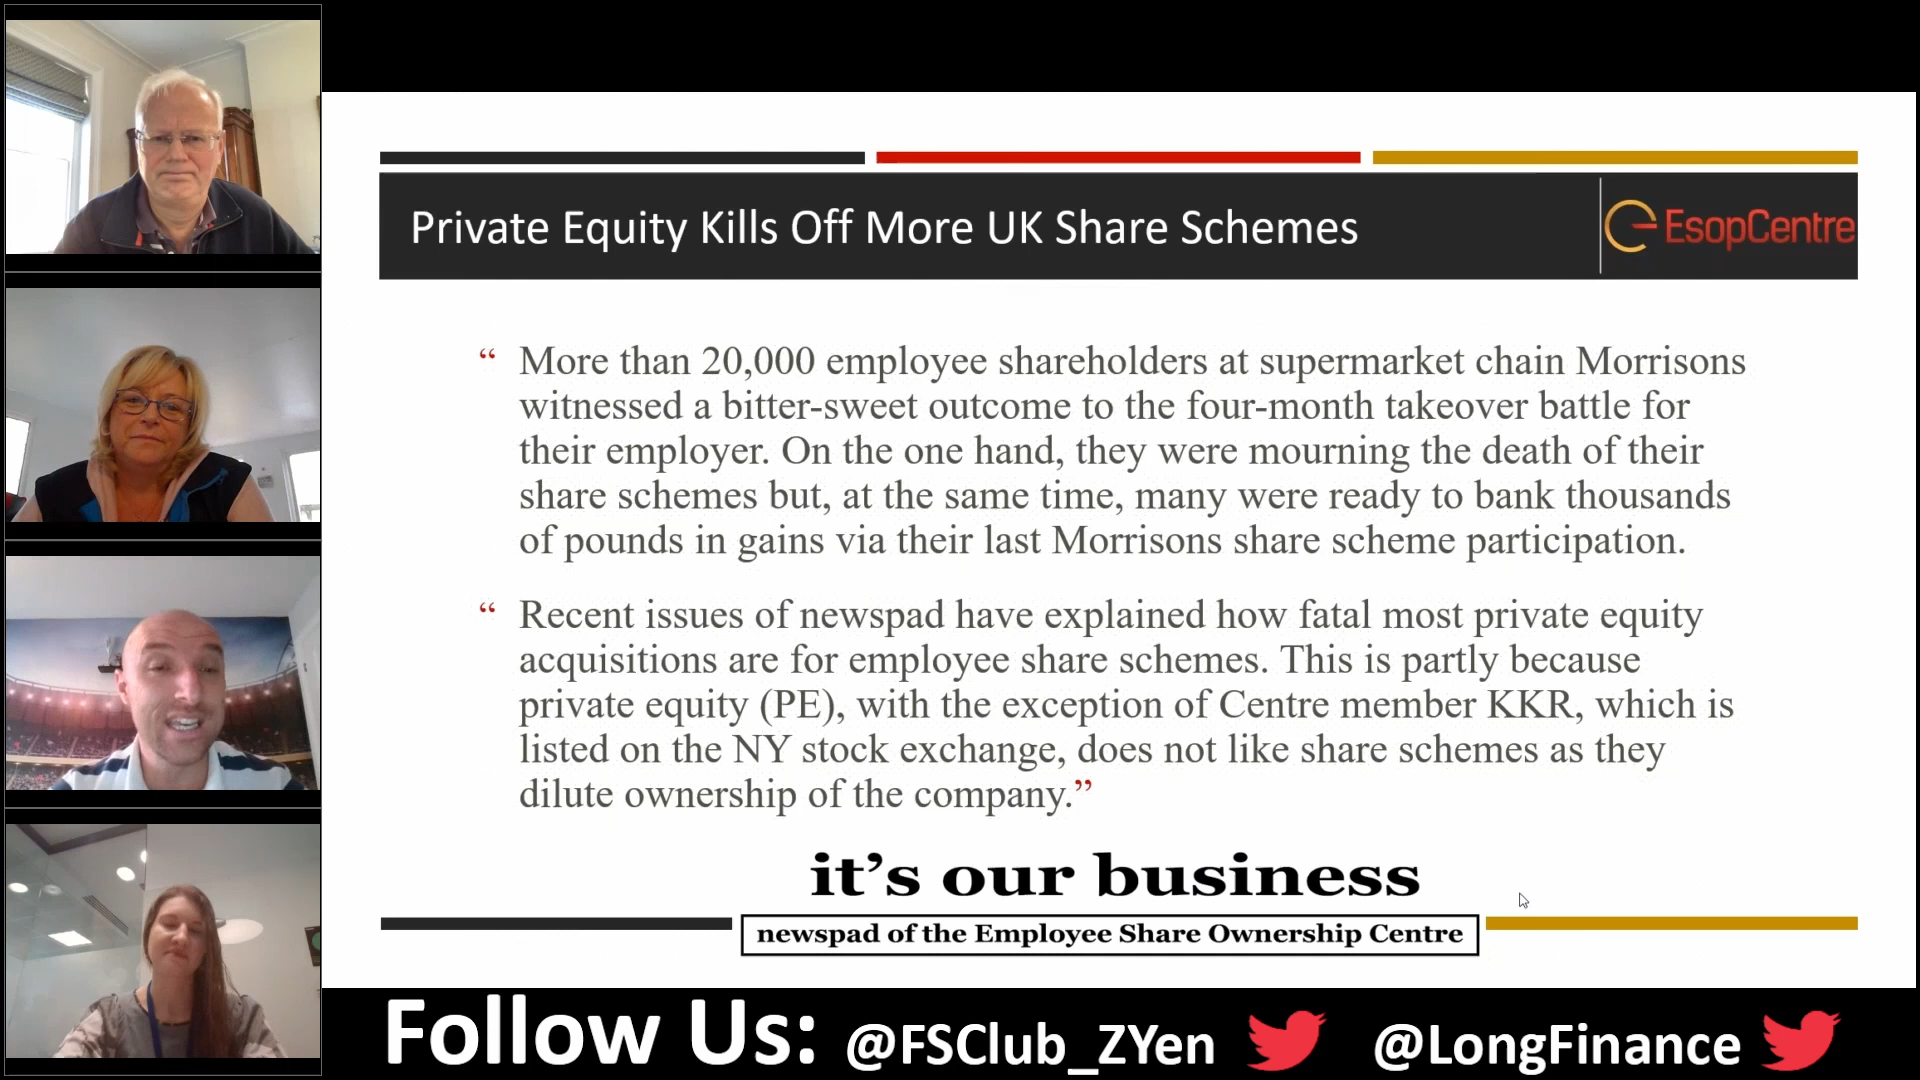 Private Equity Kills Off More UK Share Schemes
EsopCentre
“ More than 20,000 employee shareholders at supermarket chain Morrisons
witnessed a bitter-sweet outcome to the four-month takeover battle for
their employer. On the one hand, they were mourning the death of their
share schemes but, at the same time, many were ready to bank thousands
of pounds in gains via their last Morrisons share scheme participation.
“ Recent issues of newspad have explained how fatal most private equity
acquisitions are for employee share schemes. This is partly because
private equity (PE), with the exception of Centre member KKR, which is
listed on the NY stock exchange, does not like share schemes as they
dilute ownership of the company.”
it’s our business
newspad of the Employee Share Ownership Centre
Follow Us: @FSClub_ZYen @LongFinance